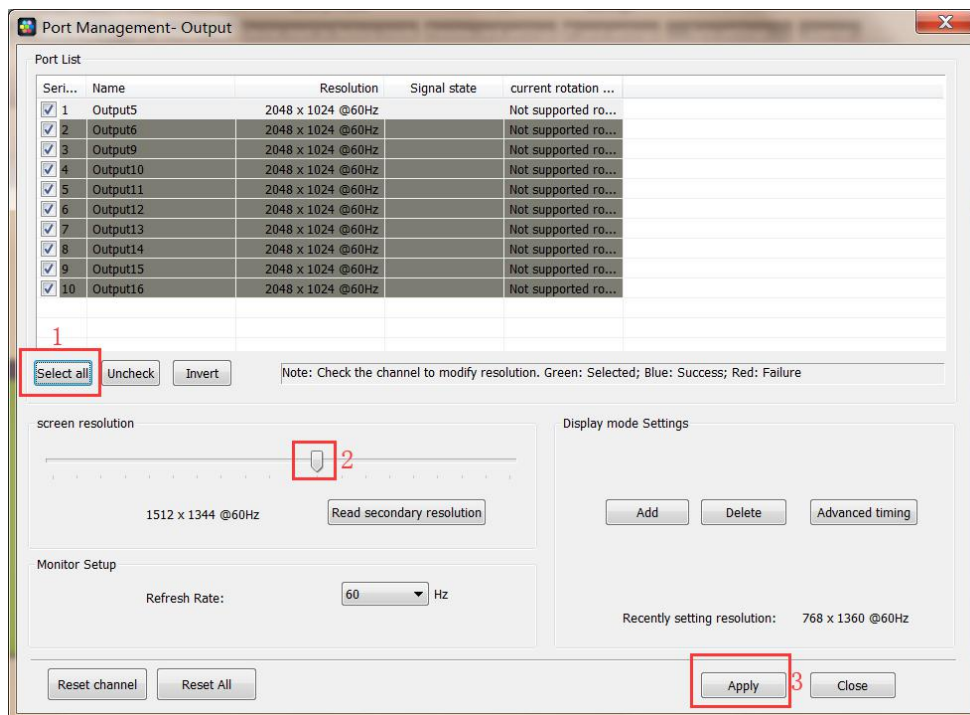 Port Management- Output
Port List
Seri... Name Resolution Signal state current rotation ...
1 Output5 2048 x 1024 @60Hz Not supported ro...
2 Output6 2048 x 1024 @60Hz Not supported ro...
3 Output9 2048 x 1024 @60Hz Not supported ro...
4 Output10 2048 x 1024 @60Hz Not supported ro...
5 Output11 2048 x 1024 @60Hz Not supported ro...
6 Output12 2048 x 1024 @60Hz Not supported ro...
7 Output13 2048 x 1024 @60Hz Not supported ro...
8 Output14 2048 x 1024 @60Hz Not supported ro...
9 Output15 2048 x 1024 @60Hz Not supported ro...
10 Output16 2048 x 1024 @60Hz Not supported ro...
1
Select all Uncheck Invert Note: Check the channel to modify resolution. Green: Selected; Blue: Success; Red: Failure
screen resolution Display mode Settings
2
1512 x 1344 @60Hz Read secondary resolution Add Delete Advanced timing
Monitor Setup
Refresh Rate: 60 Hz
Recently setting resolution: 768 x 1360 @60Hz
Reset channel Reset All Apply 3 Close